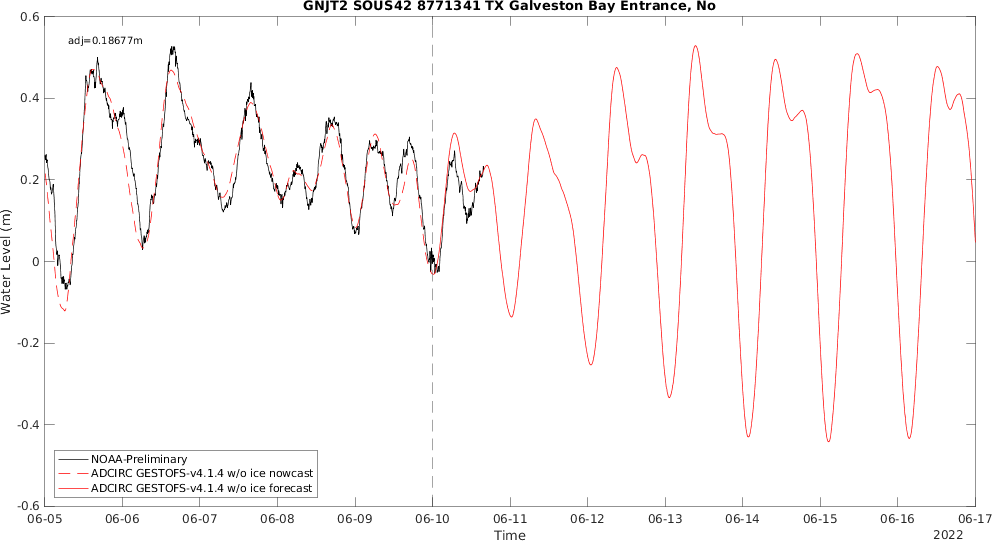 GNJT2 SOUS42 8771341 TX Galveston Bay Entrance, No
adj=0.18677m
0.6
0.4
0.2
0
-0.2
-0.4
-0.6
Water Level (m)
NOAA-Preliminary
ADCIRC GESTOFS-v4.1.4 w/o ice nowcast
ADCIRC GESTOFS-v4.1.4 w/o ice forecast
06-05 06-06 06-07 06-08 06-09 06-10 06-11 06-12 06-13 06-14 06-15 06-16 06-17
Time
2022